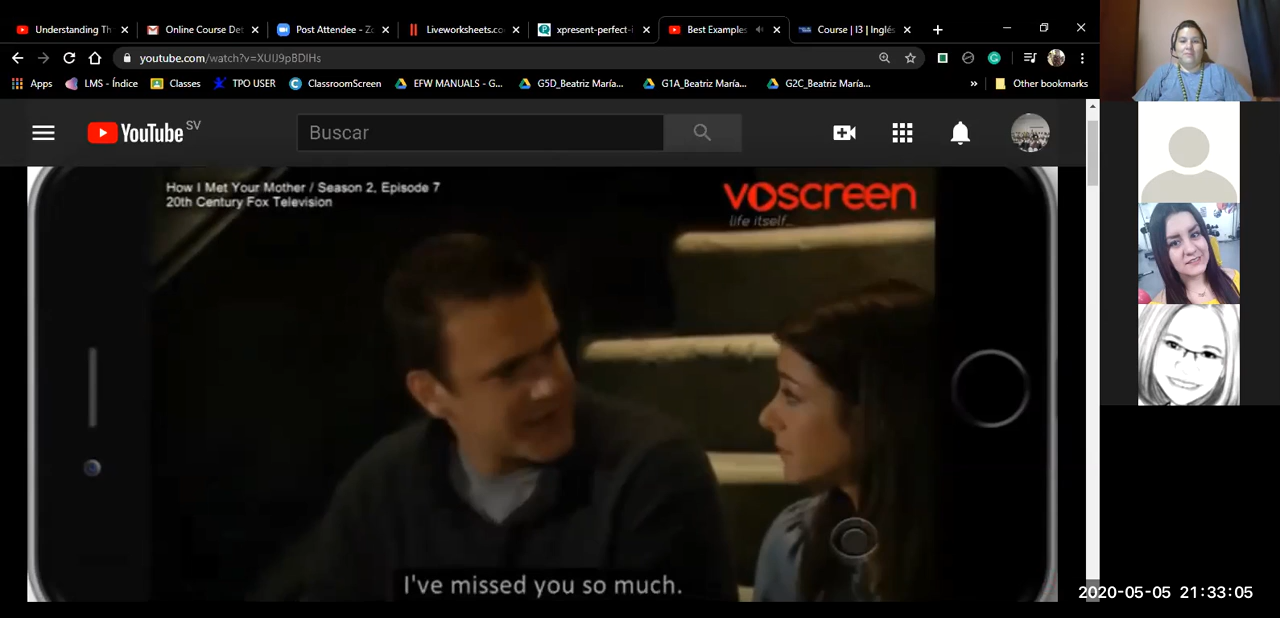 Understanding Th
Online Course Det
Post Attendee - Zo
Liveworksheets.co
xpresent-perfect-i
Best Examples
Course | I3 | Inglés
youtube.com/watch?v=XUIJ9pBDIHs
Apps
LMS - Índice
Classes
TPO USER
ClassroomScreen
EFW MANUALS - G...
G5D_Beatriz María...
G1A_Beatriz María...
G2C_Beatriz María...
»
Other bookmarks
YouTube SV
Buscar
How I Met Your Mother / Season 2, Episode 7
20th Century Fox Television
voscreen
life itself...
I've missed you so much.
2020-05-05 21:33:05